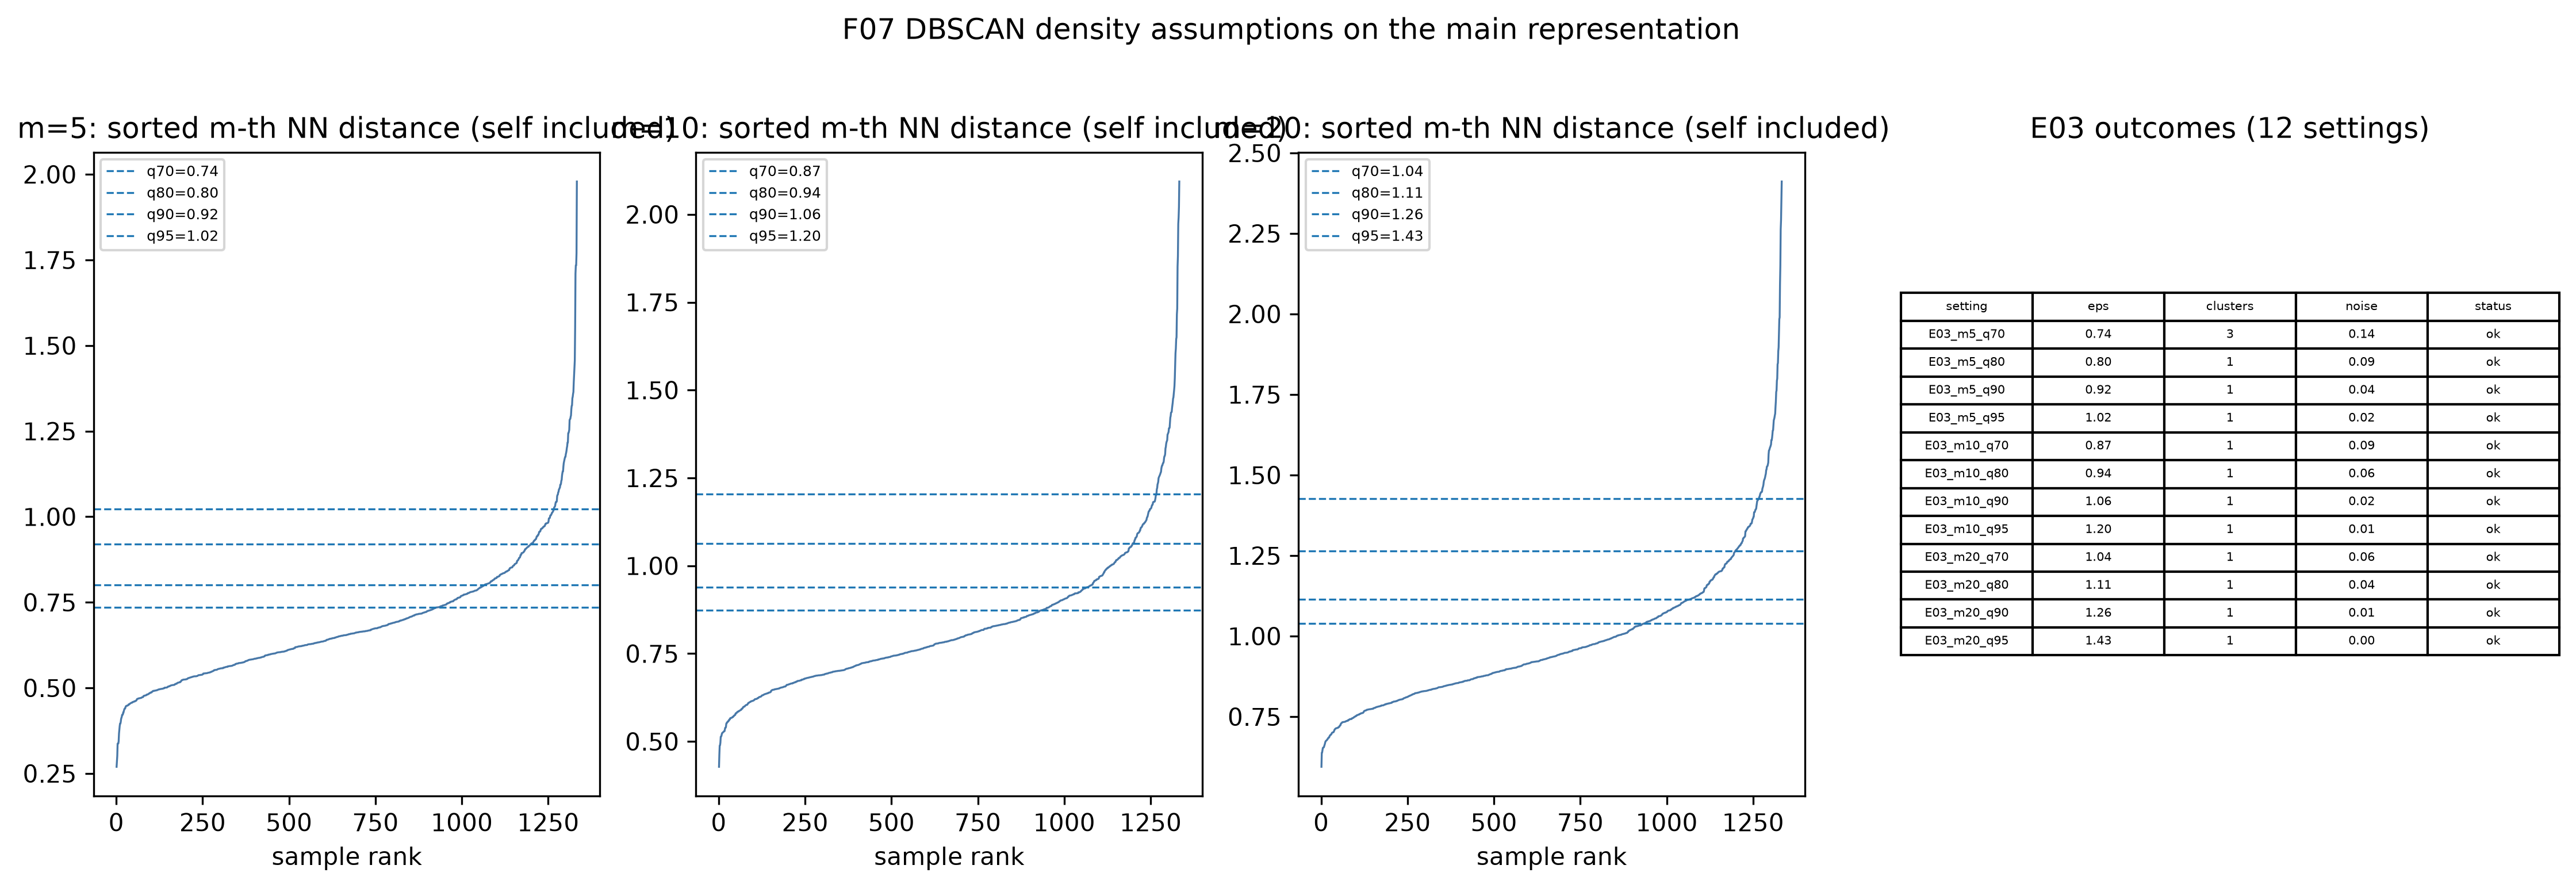 F07 DBSCAN density assumptions on the main representation
m=5: sorted m-th NN distance (self included)
m=10: sorted m-th NN distance (self included)
m=20: sorted m-th NN distance (self included)
E03 outcomes (12 settings)
q70=0.74
q80=0.80
q90=0.92
q95=1.02
2.00
1.75
1.50
1.25
1.00
0.75
0.50
0.25
0 250 500 750 1000 1250
sample rank
q70=0.87
q80=0.94
q90=1.06
q95=1.20
2.00
1.75
1.50
1.25
1.00
0.75
0.50
0 250 500 750 1000 1250
sample rank
q70=1.04
q80=1.11
q90=1.26
q95=1.43
2.50
2.25
2.00
1.75
1.50
1.25
1.00
0.75
0 250 500 750 1000 1250
sample rank
setting eps clusters noise status
E03_m5_q70 0.74 3 0.14 ok
E03_m5_q80 0.80 1 0.09 ok
E03_m5_q90 0.92 1 0.04 ok
E03_m5_q95 1.02 1 0.02 ok
E03_m10_q70 0.87 1 0.09 ok
E03_m10_q80 0.94 1 0.06 ok
E03_m10_q90 1.06 1 0.02 ok
E03_m10_q95 1.20 1 0.01 ok
E03_m20_q70 1.04 1 0.06 ok
E03_m20_q80 1.11 1 0.04 ok
E03_m20_q90 1.26 1 0.01 ok
E03_m20_q95 1.43 1 0.00 ok